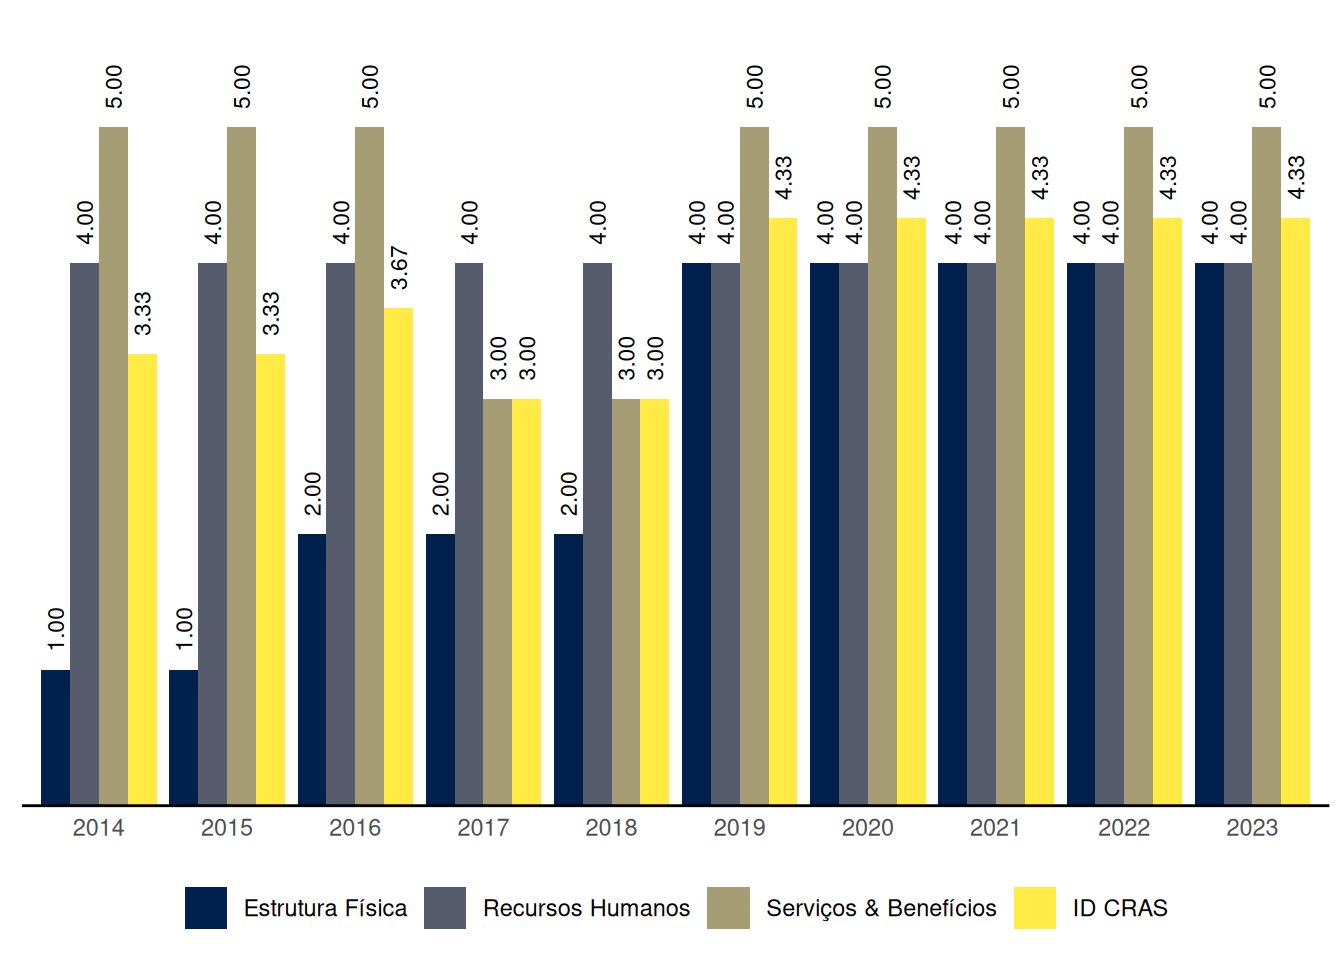 5.00 5.00 5.00 5.00 5.00 5.00 5.00 5.00
4.33 4.33 4.33 4.33 4.33
4.00 4.00 4.00 4.00 4.00 4.00 4.00 4.00 4.00 4.00 4.00 4.00 4.00 4.00 4.00
3.67
3.33 3.33
3.00 3.00 3.00 3.00
2.00 2.00 2.00
1.00 1.00
2014 2015 2016 2017 2018 2019 2020 2021 2022 2023
Estrutura Física Recursos Humanos Serviços & Benefícios ID CRAS